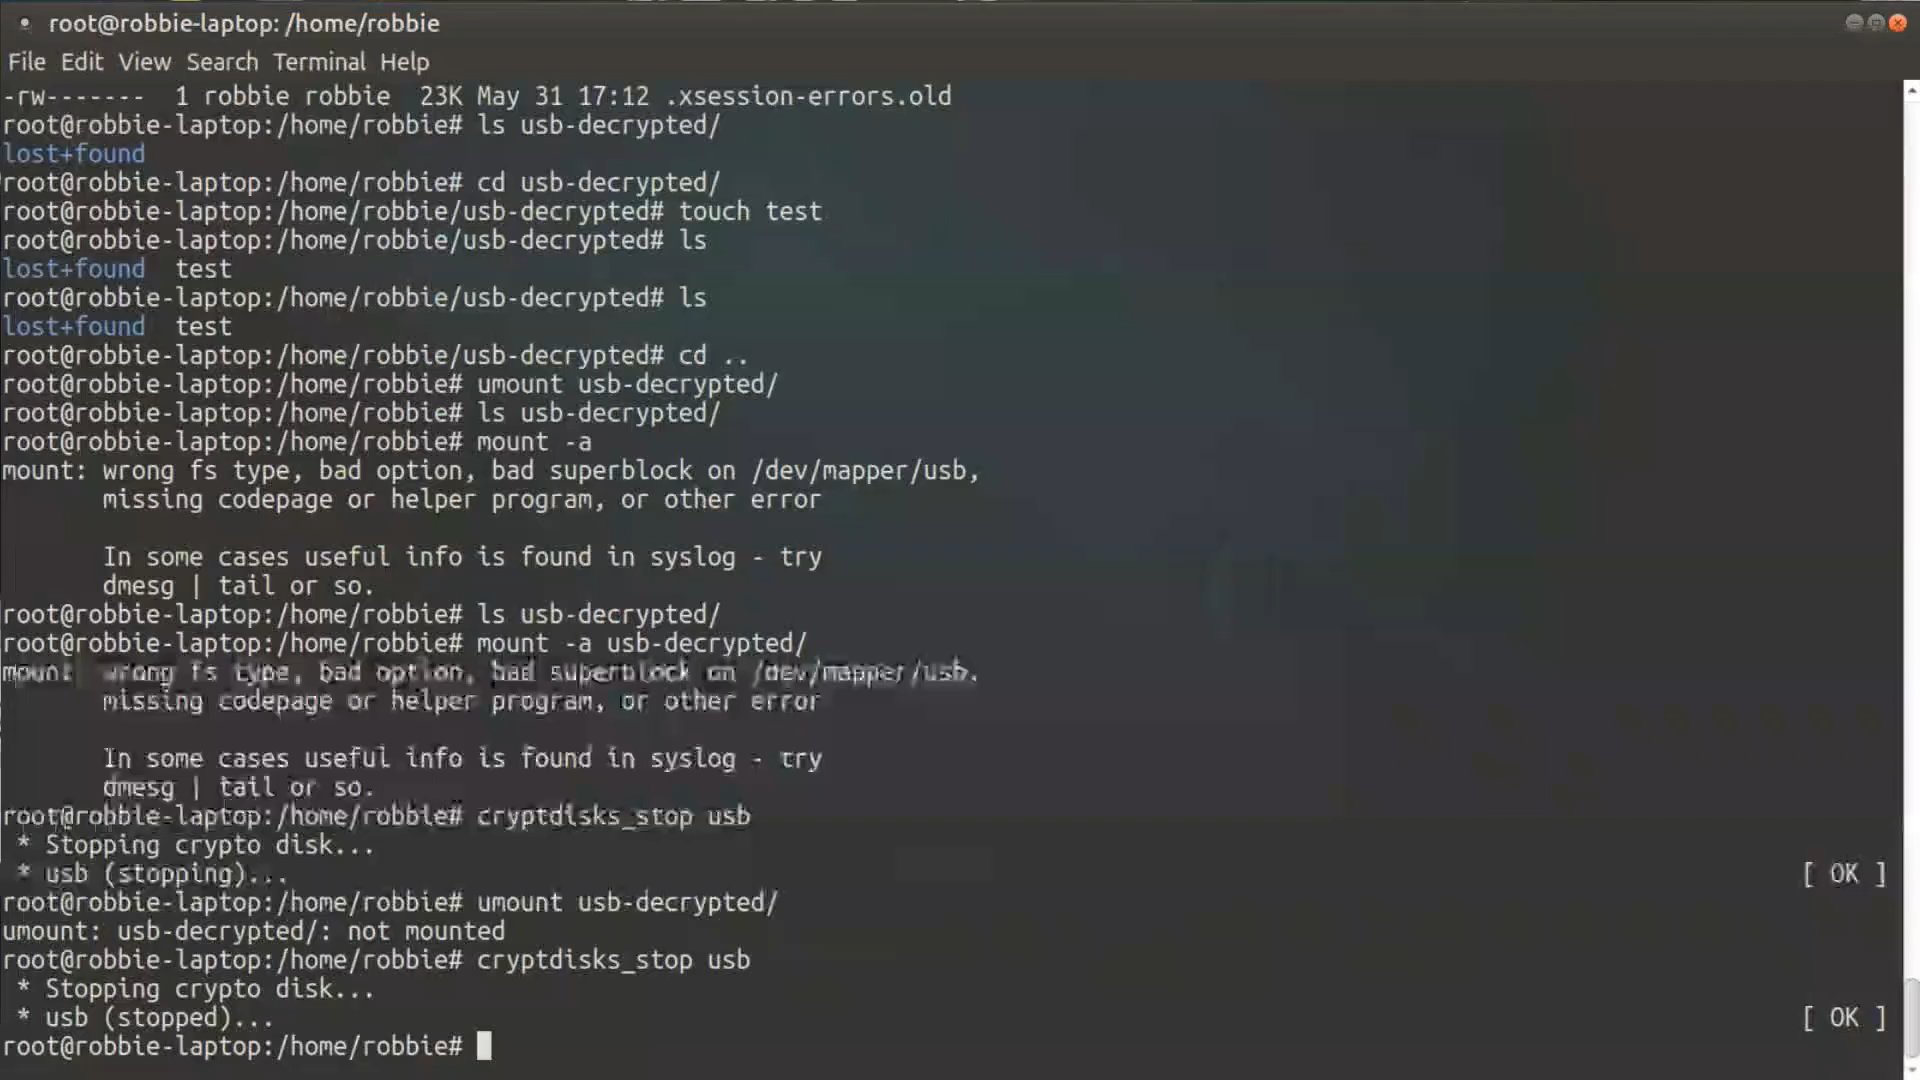 root@robbie-laptop: /home/robbie
File Edit View Search Terminal Help
-rw------- 1 robbie robbie 23K May 31 17:12 .xsession-errors.old
root@robbie-laptop:/home/robbie# ls usb-decrypted/
lost+found
root@robbie-laptop:/home/robbie# cd usb-decrypted/
root@robbie-laptop:/home/robbie/usb-decrypted# touch test
root@robbie-laptop:/home/robbie/usb-decrypted# ls
lost+found test
root@robbie-laptop:/home/robbie/usb-decrypted# ls
lost+found test
root@robbie-laptop:/home/robbie/usb-decrypted# cd ..
root@robbie-laptop:/home/robbie# umount usb-decrypted/
root@robbie-laptop:/home/robbie# ls usb-decrypted/
root@robbie-laptop:/home/robbie# mount -a
mount: wrong fs type, bad option, bad superblock on /dev/mapper/usb,
missing codepage or helper program, or other error
In some cases useful info is found in syslog - try
dmesg | tail or so.
root@robbie-laptop:/home/robbie# ls usb-decrypted/
root@robbie-laptop:/home/robbie# mount -a usb-decrypted/
mount: wrong fs type, bad option, bad superblock on /dev/mapper/usb,
missing codepage or helper program, or other error
In some cases useful info is found in syslog - try
dmesg | tail or so.
root@robbie-laptop:/home/robbie# cryptdisks_stop usb
* Stopping crypto disk...
* usb (stopping)... [ OK ]
root@robbie-laptop:/home/robbie# umount usb-decrypted/
umount: usb-decrypted/: not mounted
root@robbie-laptop:/home/robbie# cryptdisks_stop usb
* Stopping crypto disk...
* usb (stopped)... [ OK ]
root@robbie-laptop:/home/robbie#